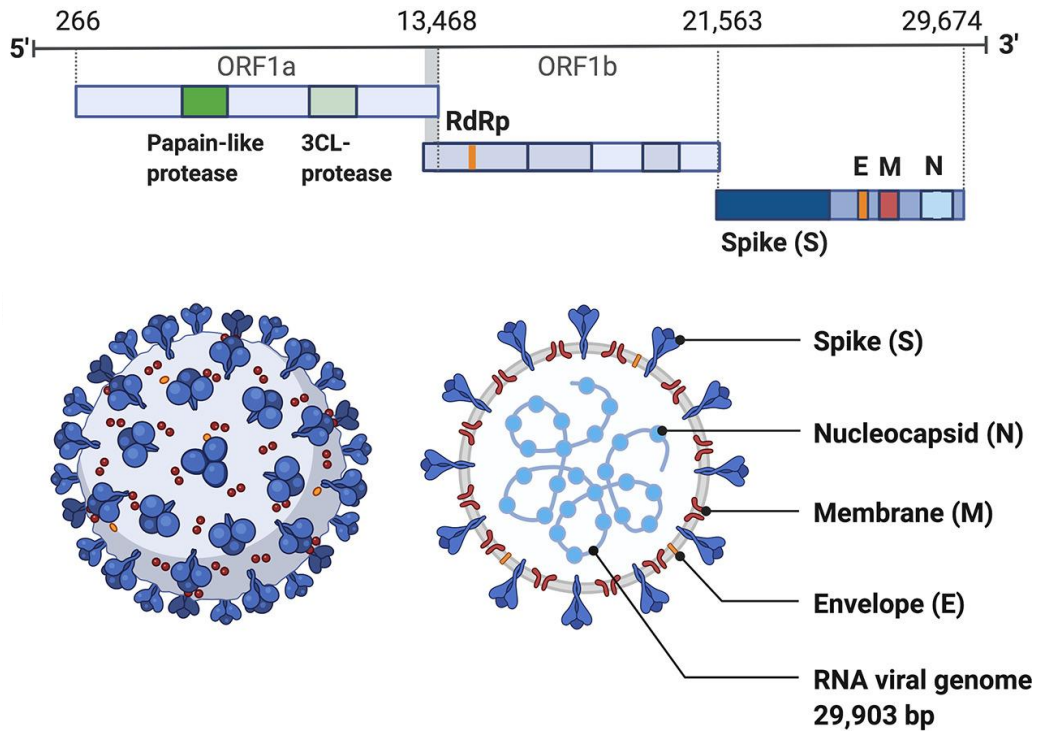 266 13,468 21,563 29,674
5' 3'
ORF1a ORF1b
RdRp
Papain-like
protease
3CL-
protease
E M N
Spike (S)
Spike (S)
Nucleocapsid (N)
Membrane (M)
Envelope (E)
RNA viral genome
29,903 bp